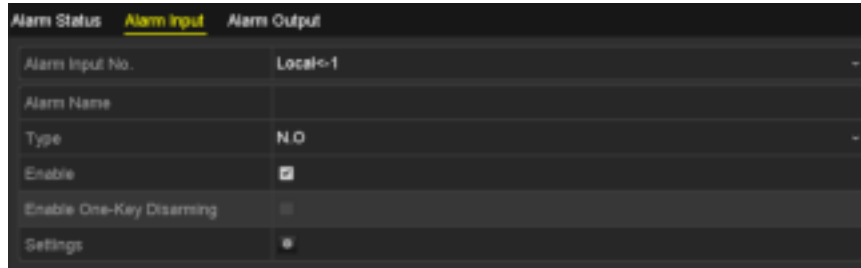 Alarm Status Alarm Input Alarm Output
Alarm Input No. Local<-1
Alarm Name
Type N.O
Enable
Enable One-Key Disarming
Settings